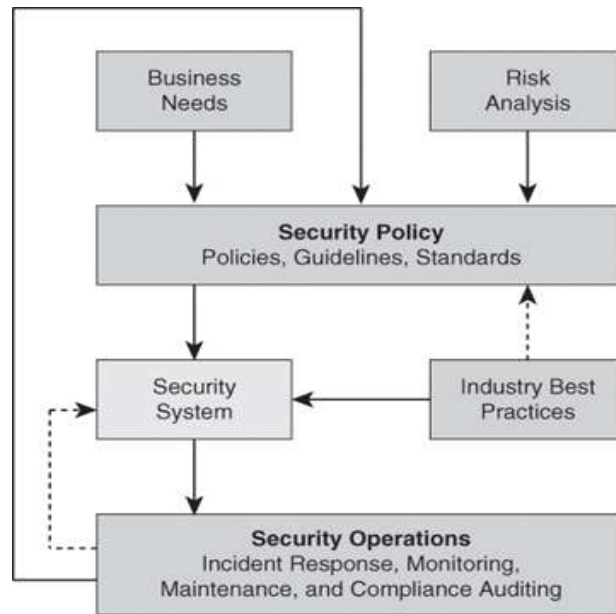 Business
Needs
Risk
Analysis
Security Policy
Policies, Guidelines, Standards
Security
System
Industry Best
Practices
Security Operations
Incident Response, Monitoring,
Maintenance, and Compliance Auditing